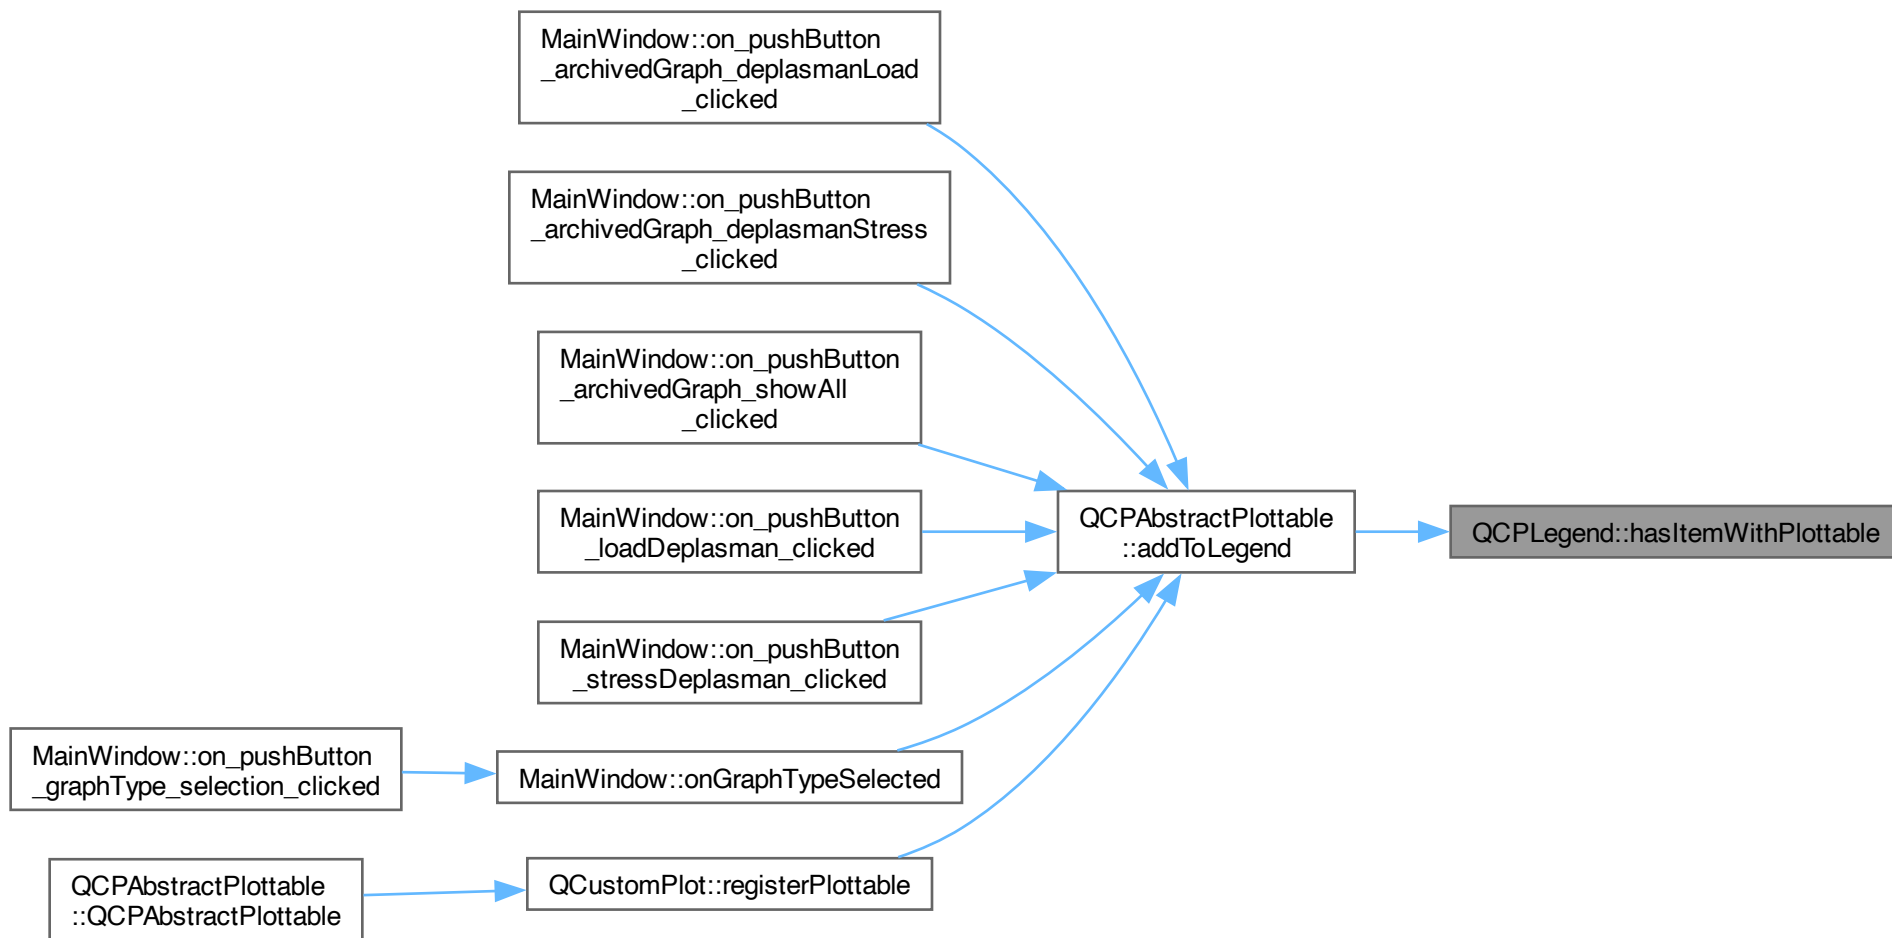 MainWindow::on_pushButton
_archivedGraph_deplasmanLoad
_clicked
MainWindow::on_pushButton
_archivedGraph_deplasmanStress
_clicked
MainWindow::on_pushButton
_archivedGraph_showAll
_clicked
MainWindow::on_pushButton
_loadDeplasman_clicked
QCPAbstractPlottable
::addToLegend
QCPLegend::hasItemWithPlottable
MainWindow::on_pushButton
_stressDeplasman_clicked
MainWindow::on_pushButton
_graphType_selection_clicked
MainWindow::onGraphTypeSelected
QCPAbstractPlottable
::QCPAbstractPlottable
QCustomPlot::registerPlottable